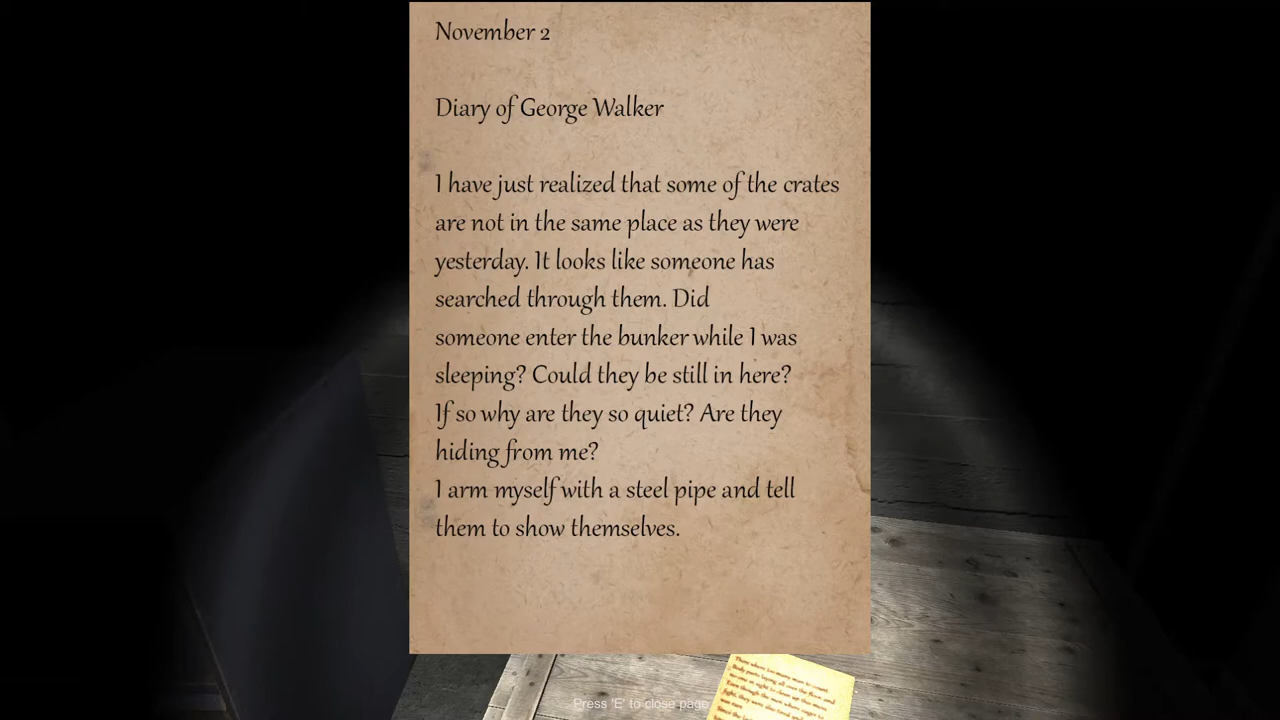 November 2
Diary of George Walker
I have just realized that some of the crates
are not in the same place as they were
yesterday. It looks like someone has
searched through them. Did
someone enter the bunker while I was
sleeping? Could they be still in here?
If so why are they so quiet? Are they
hiding from me?
I arm myself with a steel pipe and tell
them to show themselves.
Press 'E' to close page